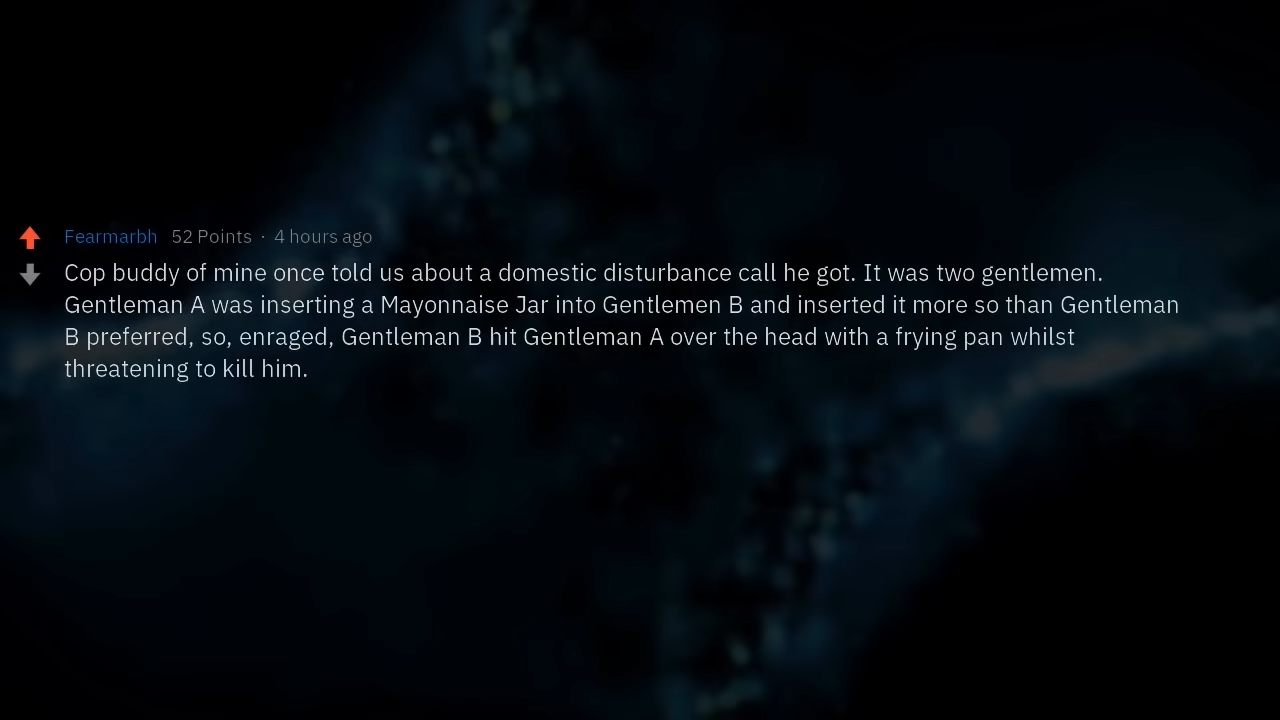 Fearmarbh 52 Points · 4 hours ago
Cop buddy of mine once told us about a domestic disturbance call he got. It was two gentlemen.
Gentleman A was inserting a Mayonnaise Jar into Gentlemen B and inserted it more so than Gentleman
B preferred, so, enraged, Gentleman B hit Gentleman A over the head with a frying pan whilst
threatening to kill him.